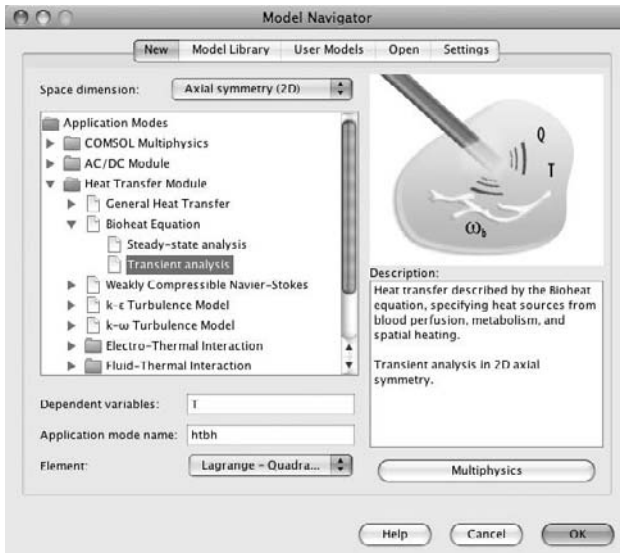 Model Navigator
New Model Library User Models Open Settings
Space dimension: Axial symmetry (2D)
Application Modes
COMSOL Multiphysics
AC/DC Module
Heat Transfer Module
General Heat Transfer
Bioheat Equation
Steady-state analysis
Transient analysis
Weakly Compressible Navier-Stokes
k-ε Turbulence Model
k-ω Turbulence Model
Electro-Thermal Interaction
Fluid-Thermal Interaction
Q
T
ωb
Description:
Heat transfer described by the Bioheat
equation, specifying heat sources from
blood perfusion, metabolism, and
spatial heating.
Transient analysis in 2D axial
symmetry.
Dependent variables: T
Application mode name: htbh
Element: Lagrange - Quadra...
Multiphysics
Help Cancel OK